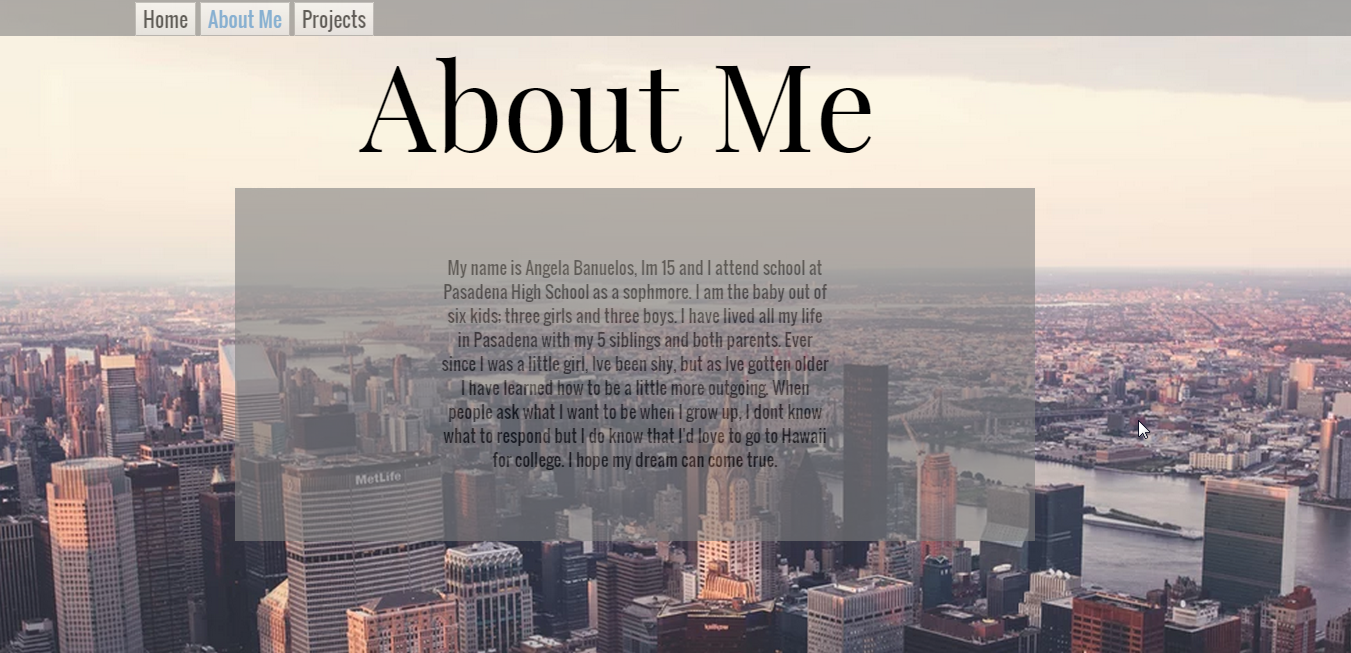 Home
About Me
Projects
About Me
My name is Angela Banuelos, Im 15 and I attend school at
Pasadena High School as a sophmore. I am the baby out of
six kids; three girls and three boys. I have lived all my life
in Pasadena with my 5 siblings and both parents. Ever
since I was a little girl, Ive been shy, but as Ive gotten older
I have learned how to be a little more outgoing. When
people ask what I want to be when I grow up, I dont know
what to respond but I do know that I'd love to go to Hawaii
for college. I hope my dream can come true.
MetLife